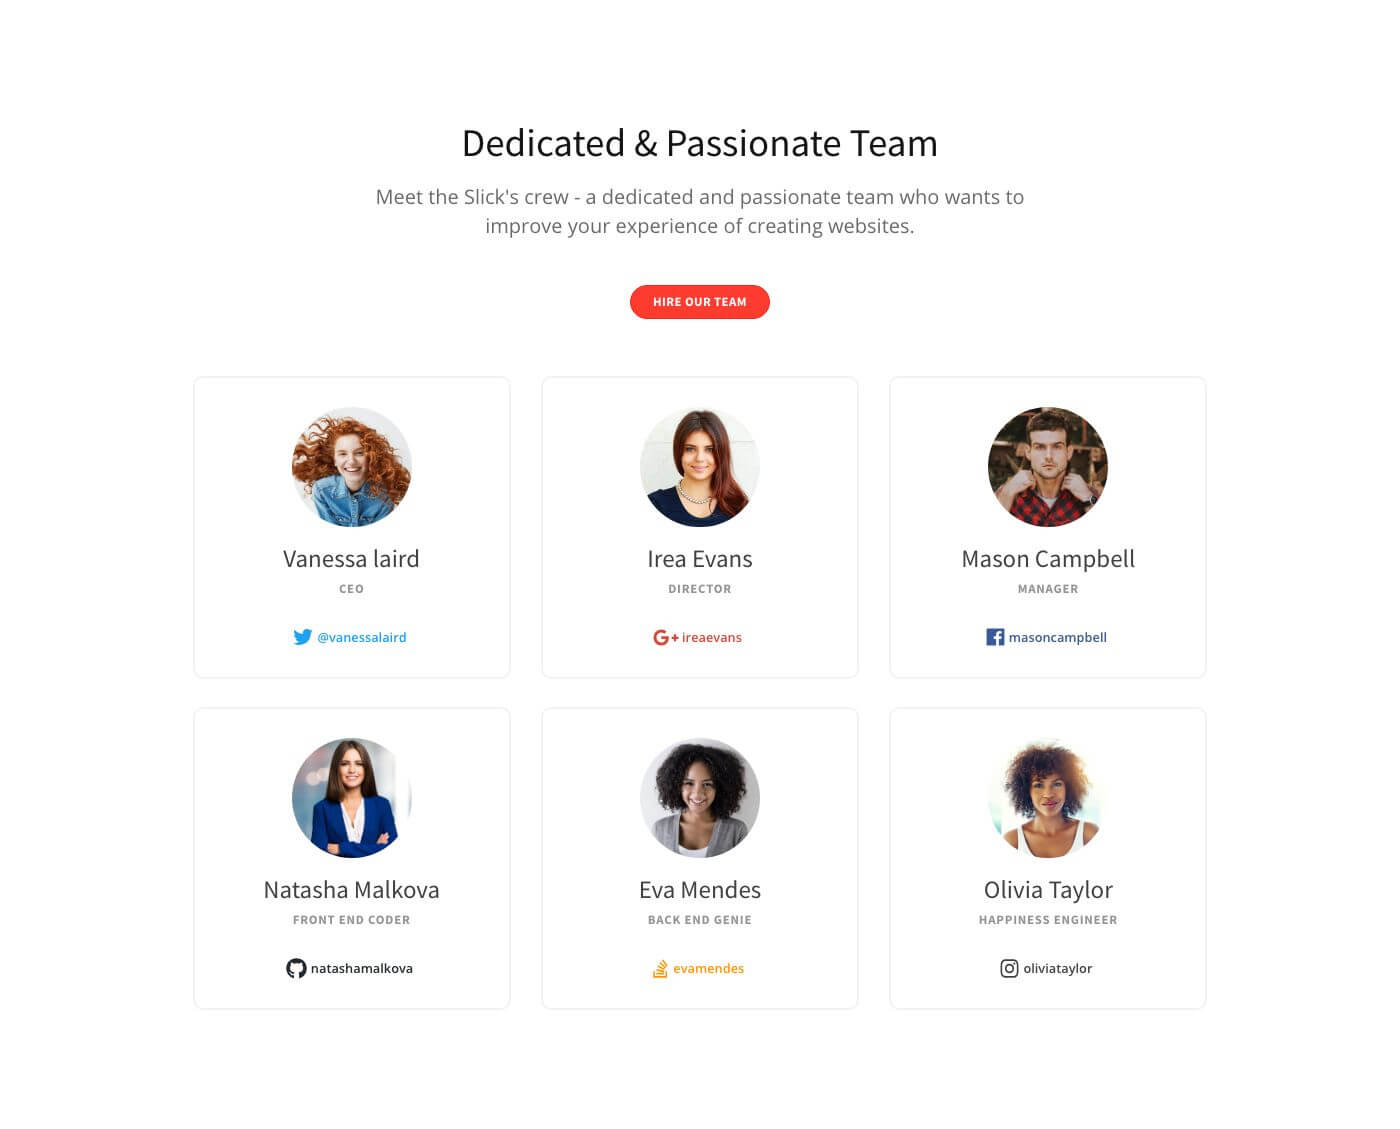 Dedicated & Passionate Team
Meet the Slick's crew - a dedicated and passionate team who wants to
improve your experience of creating websites.
HIRE OUR TEAM
Vanessa laird
CEO
@vanessalaird
Irea Evans
DIRECTOR
G+ ireaevans
Mason Campbell
MANAGER
masoncampbell
Natasha Malkova
FRONT END CODER
natashamalkova
Eva Mendes
BACK END GENIE
evamendes
Olivia Taylor
HAPPINESS ENGINEER
oliviataylor